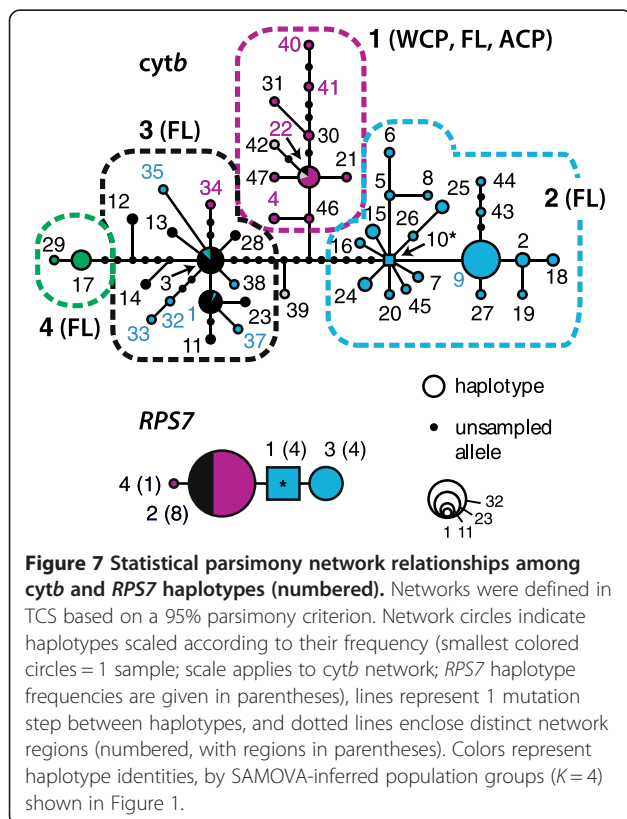 1 (WCP, FL, ACP)
cytb
40
31
41
3 (FL)
22
30
42
6
35
34
47
21
44
5
8
25
2 (FL)
12
4
46
15
26
43
13
28
16
10*
2
29
17
3
38
9
18
14
39
24
7
32
1
23
20
45
27
19
4 (FL)
33
11
37
haplotype
RPS7
unsampled
allele
1 (4)
3 (4)
4 (1)
*
2 (8)
32
23
11
1
Figure 7 Statistical parsimony network relationships among
cytb and RPS7 haplotypes (numbered). Networks were defined in
TCS based on a 95% parsimony criterion. Network circles indicate
haplotypes scaled according to their frequency (smallest colored
circles = 1 sample; scale applies to cytb network; RPS7 haplotype
frequencies are given in parentheses), lines represent 1 mutation
step between haplotypes, and dotted lines enclose distinct network
regions (numbered, with regions in parentheses). Colors represent
haplotype identities, by SAMOVA-inferred population groups (K = 4)
shown in Figure 1.